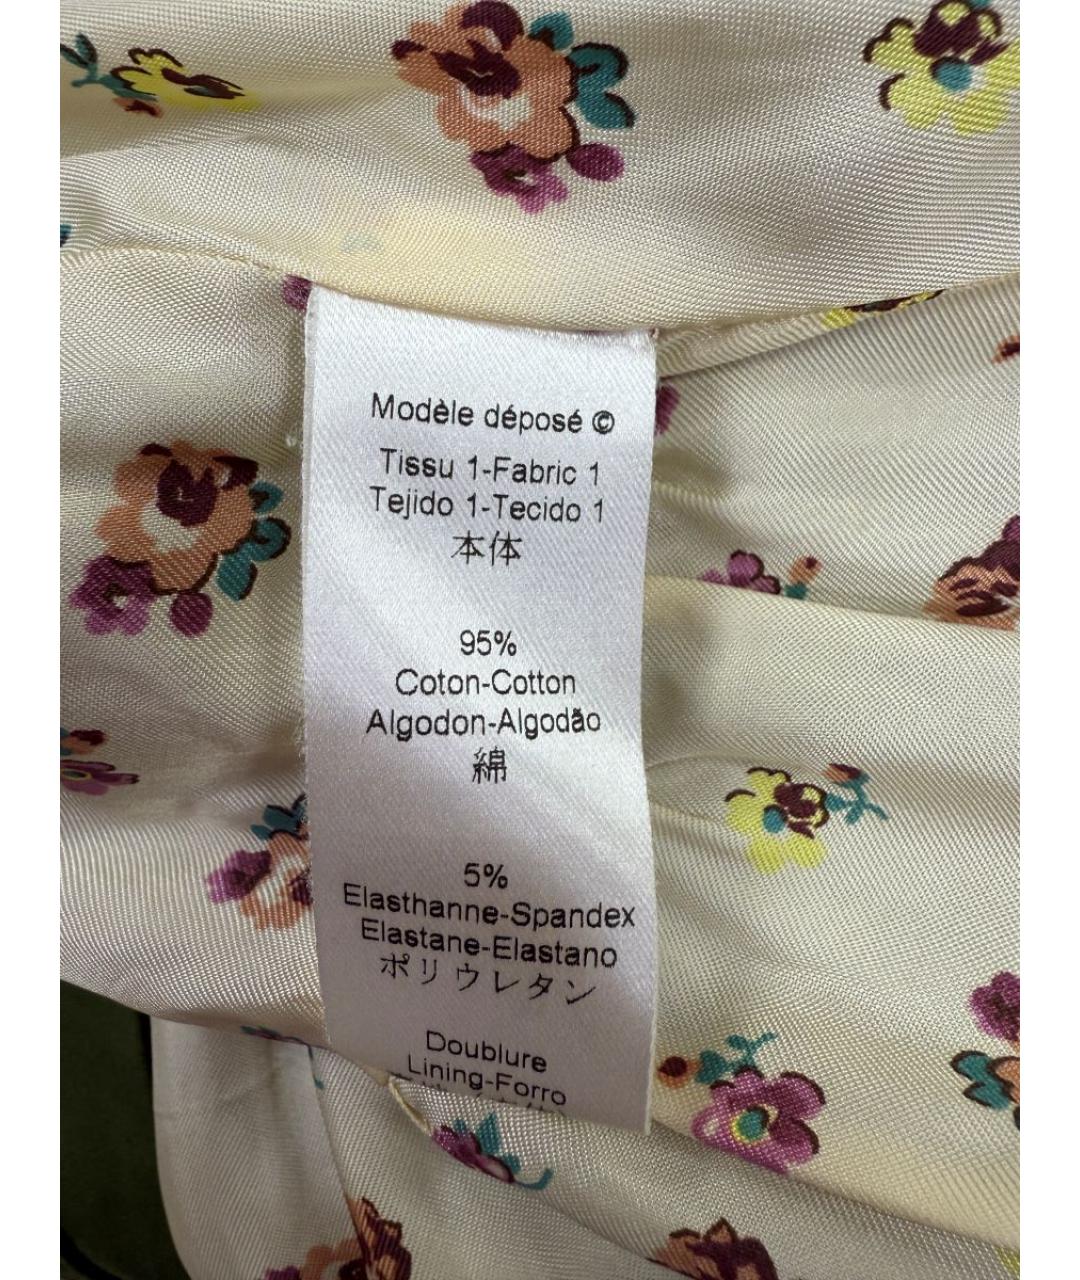 Modèle déposé ©
Tissu 1-Fabric 1
Tejido 1-Tecido 1
本体
95%
Coton-Cotton
Algodon-Algodão
綿
5%
Elasthanne-Spandex
Elastane-Elastano
ポリウレタン
Doublure
Lining-Forro